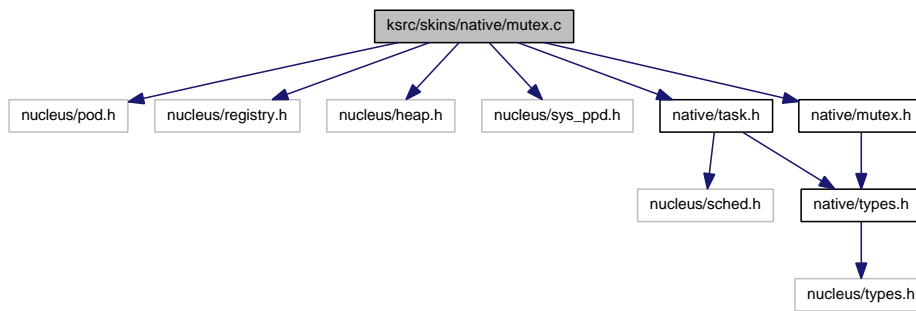 ksrc/skins/native/mutex.c
nucleus/pod.h
nucleus/registry.h
nucleus/heap.h
nucleus/sys_ppd.h
native/task.h
native/mutex.h
nucleus/sched.h
native/types.h
nucleus/types.h